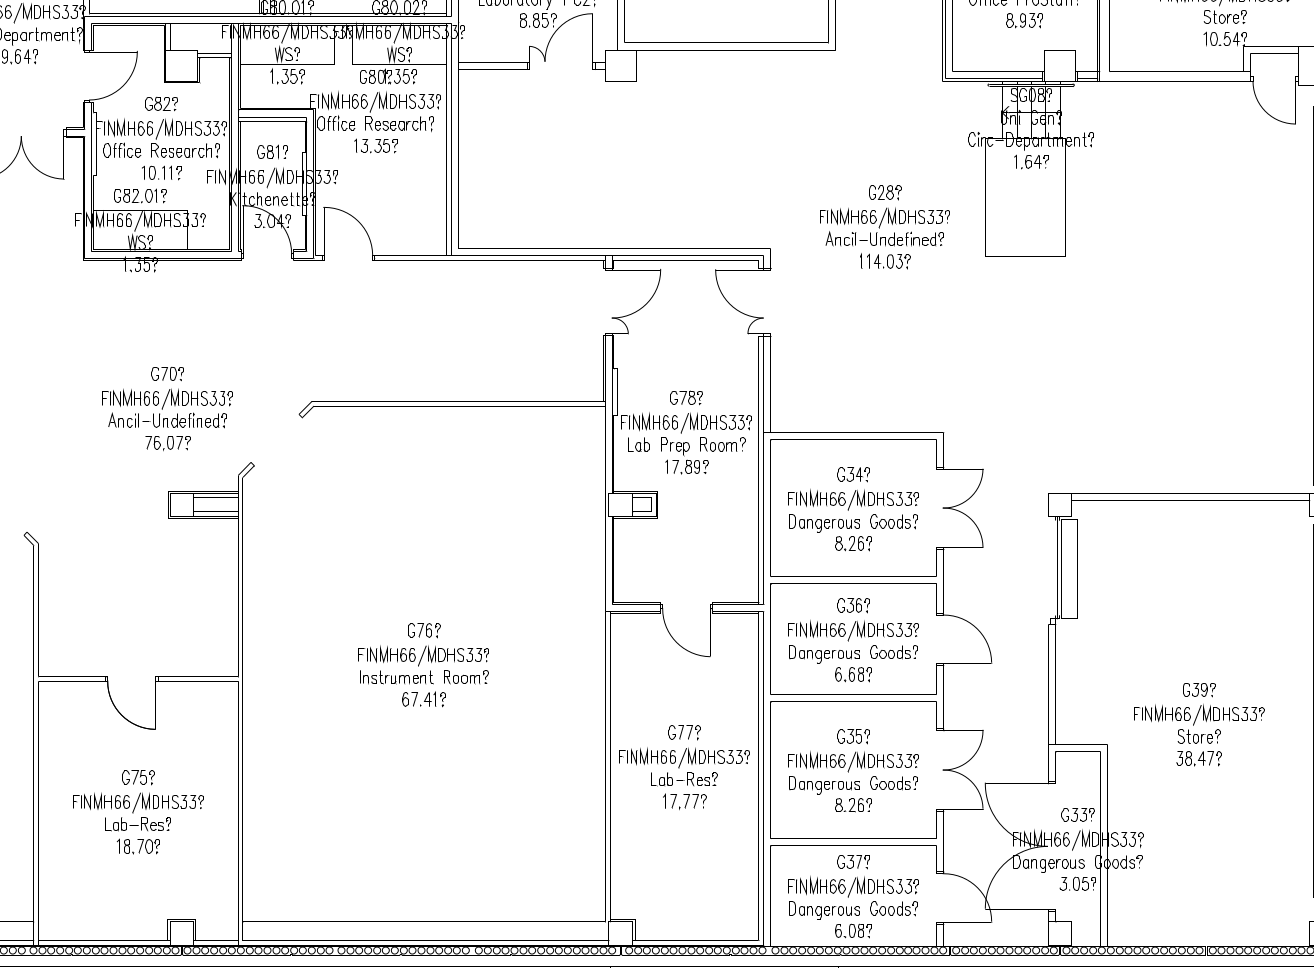 66/MDHS33?
Department?
9.64?
G80.01?
FINMH66/MDHS33?
WS?
1.35?
G80.02?
FINMH66/MDHS33?
WS?
1.35?
G80?
FINMH66/MDHS33?
Office Research?
13.35?
Laboratory PC2?
8.85?
Office ProStaff?
8.93?
FINMH66/MDHS33?
Store?
10.54?
G82?
FINMH66/MDHS33?
Office Research?
10.11?
G82.01?
FINMH66/MDHS33?
WS?
1.35?
G81?
FINMH66/MDHS33?
Kitchenette?
3.04?
SG08?
Uni Gen?
Circ-Department?
1.64?
G28?
FINMH66/MDHS33?
Ancil-Undefined?
114.03?
G70?
FINMH66/MDHS33?
Ancil-Undefined?
76.07?
G78?
FINMH66/MDHS33?
Lab Prep Room?
17.89?
G34?
FINMH66/MDHS33?
Dangerous Goods?
8.26?
G36?
FINMH66/MDHS33?
Dangerous Goods?
6.68?
G76?
FINMH66/MDHS33?
Instrument Room?
67.41?
G39?
FINMH66/MDHS33?
Store?
38.47?
G77?
FINMH66/MDHS33?
Lab-Res?
17.77?
G35?
FINMH66/MDHS33?
Dangerous Goods?
8.26?
G75?
FINMH66/MDHS33?
Lab-Res?
18.70?
G33?
FINMH66/MDHS33?
Dangerous Goods?
3.05?
G37?
FINMH66/MDHS33?
Dangerous Goods?
6.08?